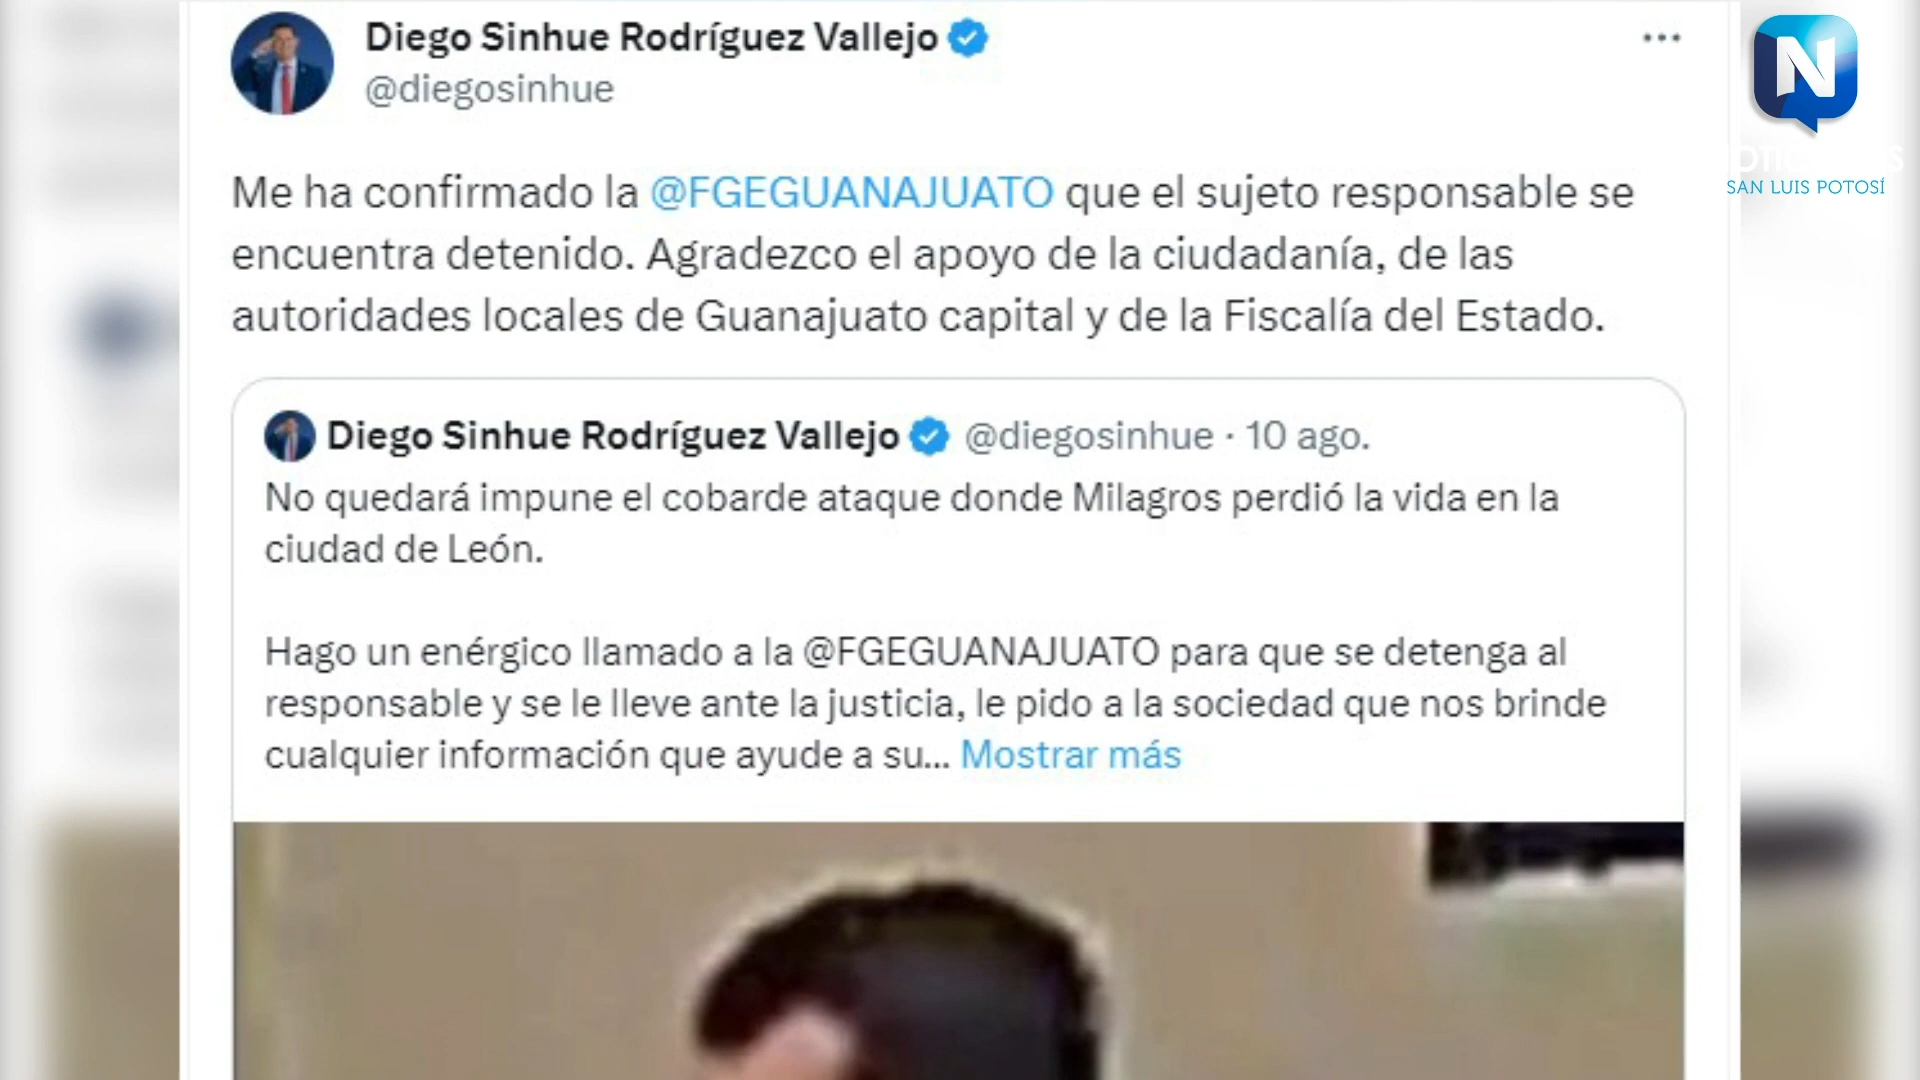 Diego Sinhue Rodríguez Vallejo
@diegosinhue
N
SAN LUIS POTOSÍ
Me ha confirmado la @FGEGUANAJUATO que el sujeto responsable se
encuentra detenido. Agradezco el apoyo de la ciudadanía, de las
autoridades locales de Guanajuato capital y de la Fiscalía del Estado.
Diego Sinhue Rodríguez Vallejo @diegosinhue · 10 ago.
No quedará impune el cobarde ataque donde Milagros perdió la vida en la
ciudad de León.
Hago un enérgico llamado a la @FGEGUANAJUATO para que se detenga al
responsable y se le lleve ante la justicia, le pido a la sociedad que nos brinde
cualquier información que ayude a su... Mostrar más